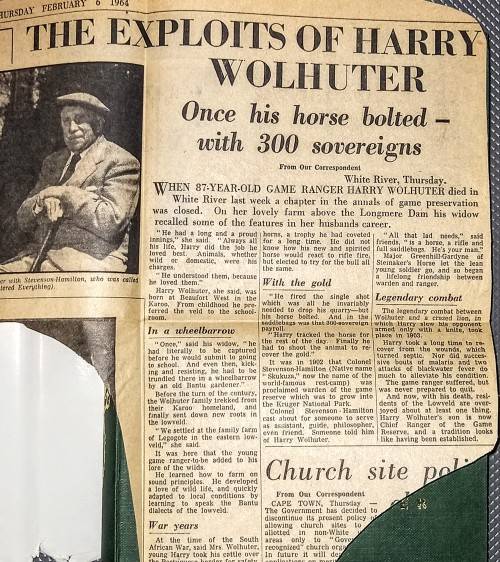 HURSDAY FEBRUARY 6 1964
THE EXPLOITS OF HARRY
WOLHUTER
Once his horse bolted –
with 300 sovereigns
From Our Correspondent
White River, Thursday.
WHEN 87-YEAR-OLD GAME RANGER HARRY WOLHUTER died in
White River last week a chapter in the annals of game preservation
was closed. On her lovely farm above the Longmere Dam his widow
recalled some of the features in her husbands career.
er with Stevenson-Hamilton, who was called
tered Everything).
"He had a long and a proud
innings," she said. "Always all
his life, Harry did the job he
loved best. Animals, whether
wild or domestic, were his
charges.
"He understood them, because
he loved them."
Harry Wolhuter, she said, was
born at Beaufort West in the
Karoo. From childhood he pre-
ferred the veld to the school-
room.
In a wheelbarrow
"Once," said his widow, "he
had literally to be captured
before he would submit to going
to school. And even then, kick-
ing and resisting, he had to be
trundled there in a wheelbarrow
by an old Bantu gardener."
Before the turn of the century,
the Wolhuter family trekked from
their Karoo homeland, and
finally sent down new roots in
the lowveld.
"We settled at the family farm
of Legogote in the eastern low-
veld," she said.
It was here that the young
game ranger-to-be added to his
lore of the wilds.
He learned how to farm on
sound principles. He developed
a love of wild life, and quickly
adapted to local conditions by
learning to speak the Bantu
dialects of the lowveld.
War years
At the time of the South
African War, said Mrs. Wolhuter,
young Harry took his cattle over
horns, a trophy he had coveted
for a long time. He did not
know how his new and spirited
horse would react to rifle fire,
but elected to try for the bull all
the same.
With the gold
"He fired the single shot
which was all he invariably
needed to drop his quarry—but
his horse bolted. And in the
saddlebags was that 300-sovereign
"Harry tracked the horse for
the rest of the day. Finally he
had to shoot the animal to re-
cover the gold."
It was in 1902 that Colonel
Stevenson-Hamilton (Native name
"Skukuza," now the name of the
world-famous rest-camp) was
proclaimed warden of the game
reserve which was to grow into
the Kruger National Park.
Colonel Stevenson-Hamilton
cast about for someone to serve
as assistant, guide, philosopher,
even friend. Someone told him
of Harry Wolhuter.
"All that lad needs," said
friends, "is a horse, a rifle and
full saddlebags. He's your man."
Major Greenhill-Gardyne of
Steinaker's Horse let the lean
young soldier go, and so began
a lifelong friendship between
warden and ranger.
Legendary combat
The legendary combat between
Wolhuter and a crazed lion, in
which Harry slew his opponent
armed only with a knife, took
place in 1903.
Harry took a long time to re-
cover from the wounds, which
turned septic. Nor did succes-
sive bouts of malaria and two
attacks of blackwater fever do
much to alleviate his condition.
The game ranger suffered, but
was never prepared to quit.
And now, with his death, resi-
dents of the Lowveld are over-
joyed about at least one thing.
Harry Wolhuter's son is now
Chief Ranger of the Game
Reserve, and a tradition looks
like having been established.
Church site poli
From Our Correspondent
CAPE TOWN, Thursday —
The Government has decided to
discontinue its present policy
allowing church sites to
allotted in non-White
areas only to "Gove
recognised" church orga
In future it will